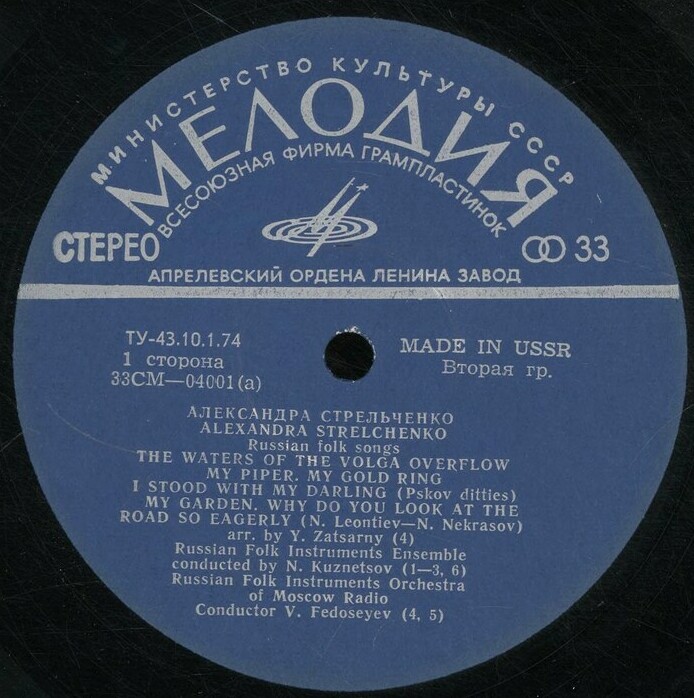 МИНИСТЕРСТВО КУЛЬТУРЫ СССР
МЕЛОДИЯ
ВСЕСОЮЗНАЯ ФИРМА ГРАМПЛАСТИНОК
СТЕРЕО
33
АПРЕЛЕВСКИЙ ОРДЕНА ЛЕНИНА ЗАВОД
ТУ-43.10.1.74
1 сторона
33СМ—04001(а)
MADE IN USSR
Вторая гр.
АЛЕКСАНДРА СТРЕЛЬЧЕНКО
ALEXANDRA STRELCHENKO
Russian folk songs
THE WATERS OF THE VOLGA OVERFLOW
MY PIPER. MY GOLD RING
I STOOD WITH MY DARLING (Pskov ditties)
MY GARDEN. WHY DO YOU LOOK AT THE
ROAD SO EAGERLY (N. Leontiev—N. Nekrasov)
arr. by Y. Zatsarny (4)
Russian Folk Instruments Ensemble
conducted by N. Kuznetsov (1—3, 6)
Russian Folk Instruments Orchestra
of Moscow Radio
Conductor V. Fedoseyev (4, 5)